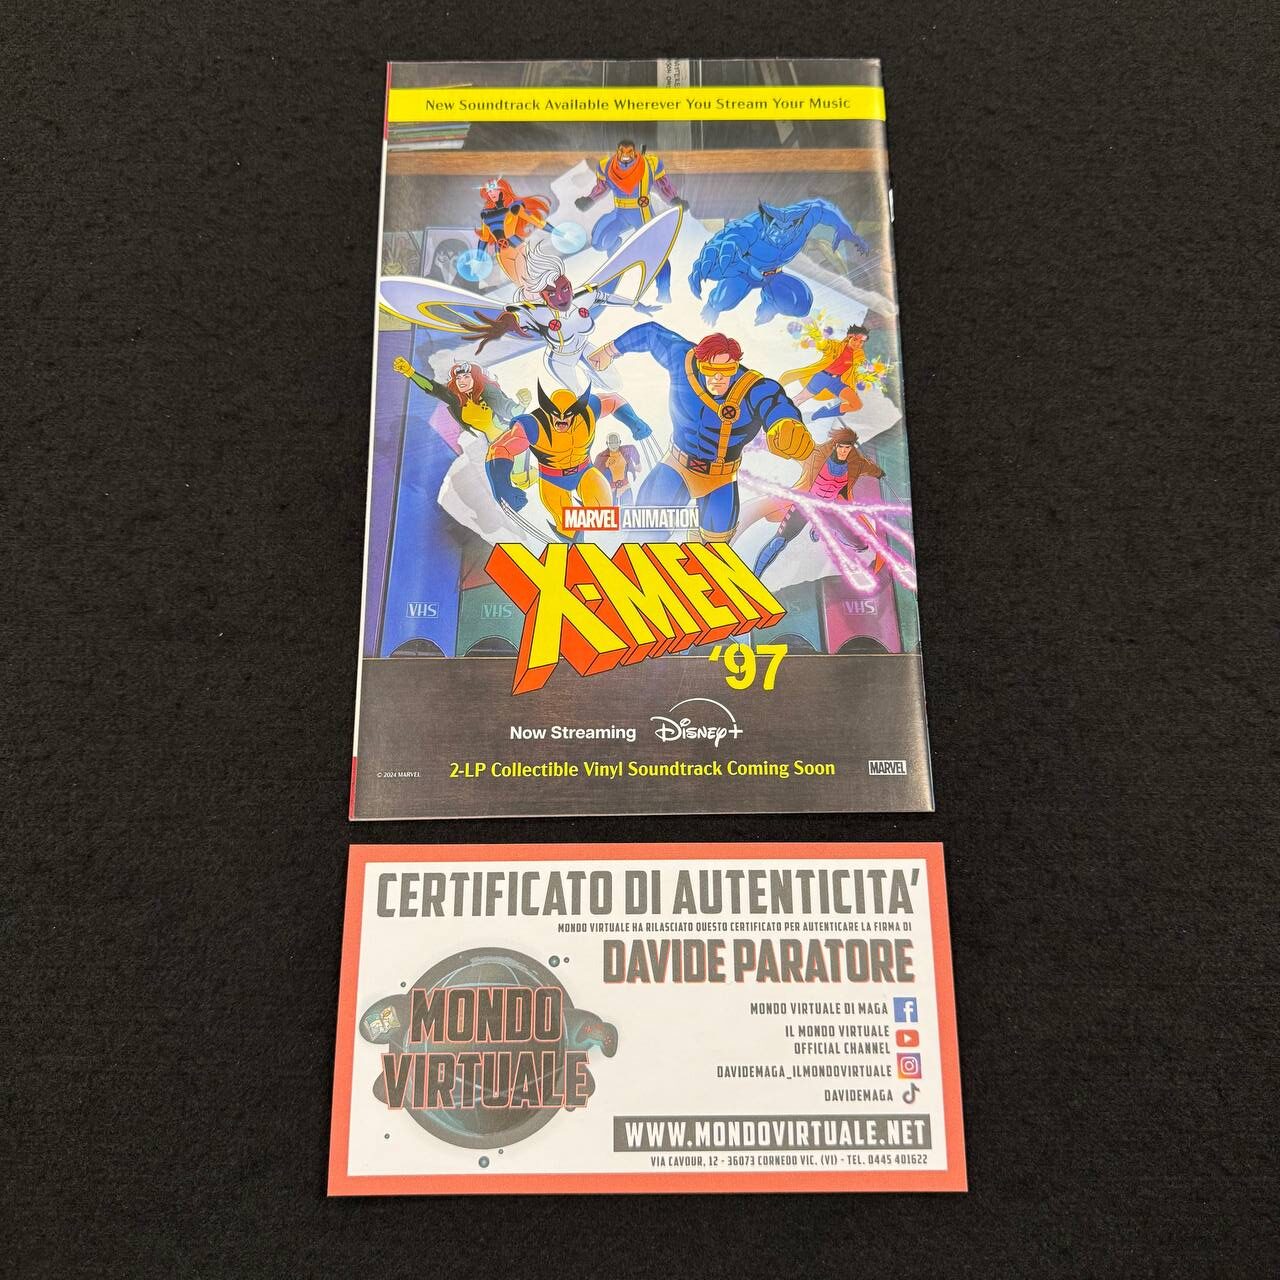 New Soundtrack Available Wherever You Stream Your Music
MARVEL ANIMATION
X-MEN
'97
VHS
VHS
VHS
Now Streaming Disney+
© 2024 MARVEL
2-LP Collectible Vinyl Soundtrack Coming Soon
MARVEL
CERTIFICATO DI AUTENTICITA'
MONDO VIRTUALE HA RILASCIATO QUESTO CERTIFICATO PER AUTENTICARE LA FIRMA DI
DAVIDE PARATORE
MONDO
VIRTUALE
MONDO VIRTUALE DI MAGA
IL MONDO VIRTUALE
OFFICIAL CHANNEL
DAVIDEMAGA_ILMONDOVIRTUALE
DAVIDEMAGA
WWW.MONDOVIRTUALE.NET
VIA CAVOUR, 12 - 36073 CORNEDO VIC. (VI) - TEL. 0445 401622